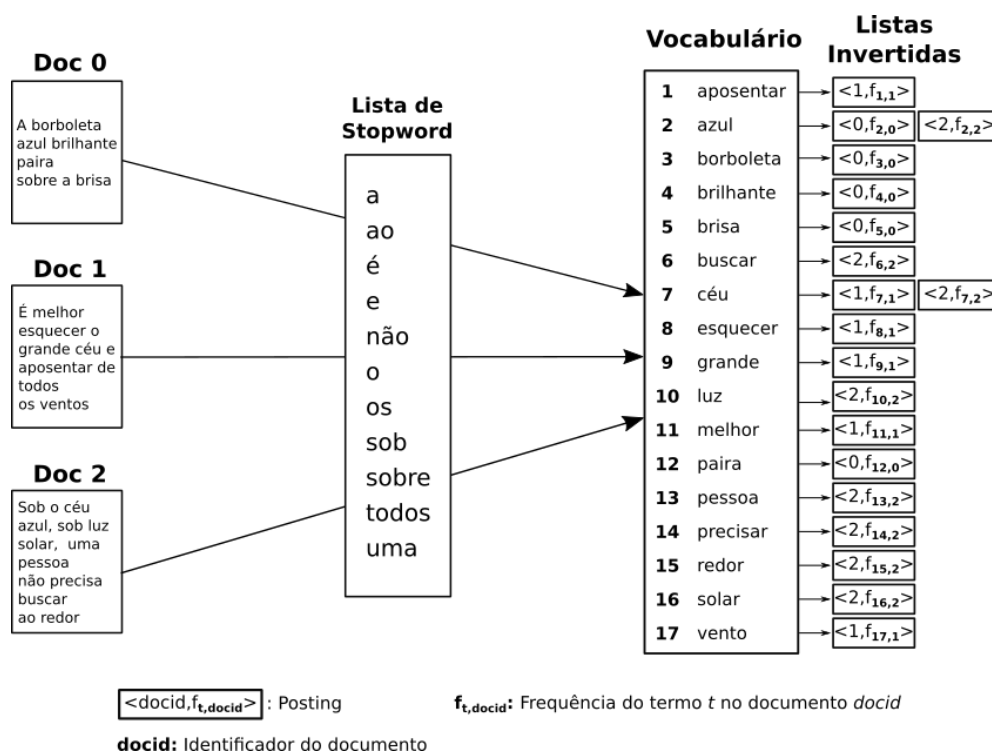 Doc 0
A borboleta
azul brilhante
paira
sobre a brisa
Doc 1
É melhor
esquecer o
grande céu e
aposentar de
todos
os ventos
Doc 2
Sob o céu
azul, sob luz
solar, uma
pessoa
não precisa
buscar
ao redor
Lista de
Stopword
a
ao
é
e
não
o
os
sob
sobre
todos
uma
Vocabulário
Listas
Invertidas
1 aposentar <1,f1,1>
2 azul <0,f2,0> <2,f2,2>
3 borboleta <0,f3,0>
4 brilhante <0,f4,0>
5 brisa <0,f5,0>
6 buscar <2,f6,2>
7 céu <1,f7,1> <2,f7,2>
8 esquecer <1,f8,1>
9 grande <1,f9,1>
10 luz <2,f10,2>
11 melhor <1,f11,1>
12 paira <0,f12,0>
13 pessoa <2,f13,2>
14 precisar <2,f14,2>
15 redor <2,f15,2>
16 solar <2,f16,2>
17 vento <1,f17,1>
<docid,ft,docid> : Posting
ft,docid: Frequência do termo t no documento docid
docid: Identificador do documento